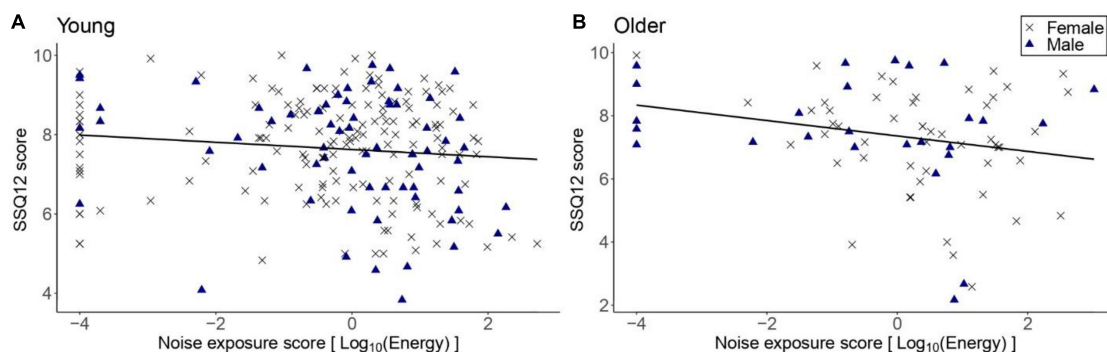 A Young
10
8
6
4
SSQ12 score
−4 −2 0 2
Noise exposure score [ Log₁₀(Energy) ]
B Older
Female
Male
10
8
6
4
2
SSQ12 score
−4 −2 0 2
Noise exposure score [ Log₁₀(Energy) ]